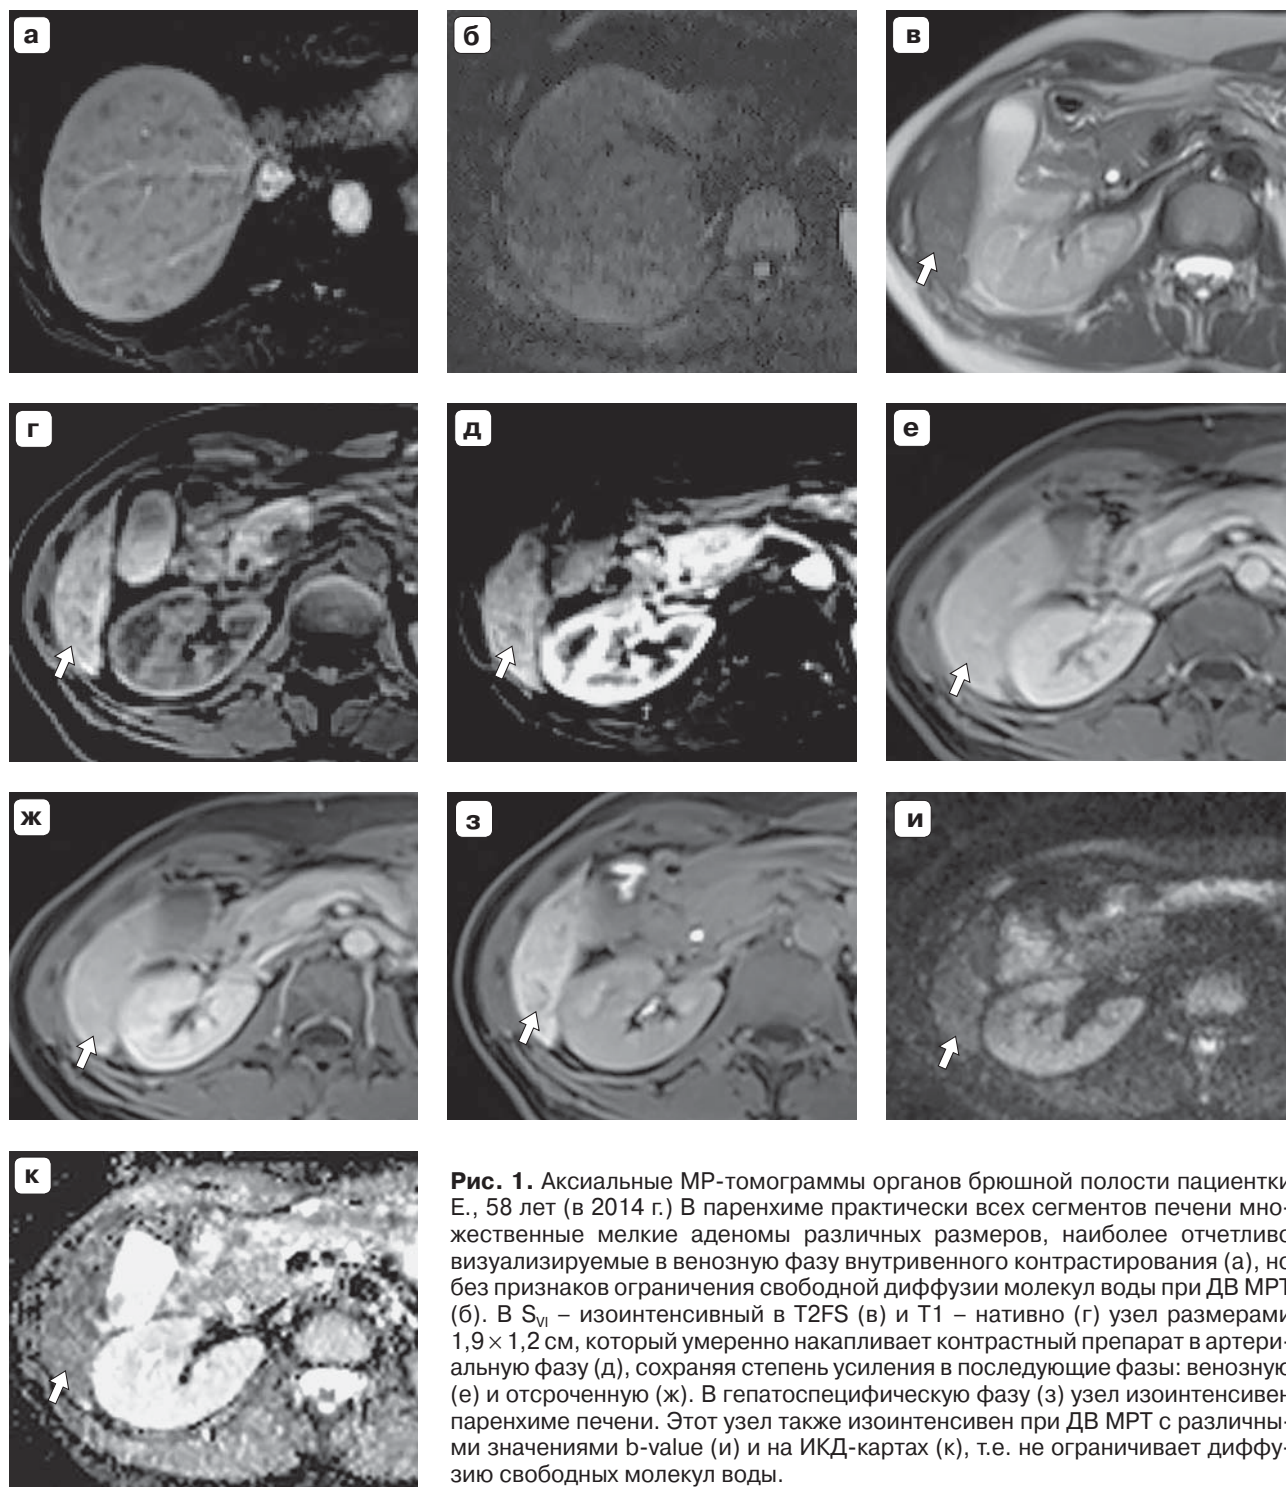 а
б
в
г
д
е
ж
з
и
к
Рис. 1. Аксиальные МР-томограммы органов брюшной полости пациентки
Е., 58 лет (в 2014 г.) В паренхиме практически всех сегментов печени мно-
жественные мелкие аденомы различных размеров, наиболее отчетливо
визуализируемые в венозную фазу внутривенного контрастирования (а), но
без признаков ограничения свободной диффузии молекул воды при ДВ МРТ
(б). В SVI – изоинтенсивный в T2FS (в) и Т1 – нативно (г) узел размерами
1,9 × 1,2 см, который умеренно накапливает контрастный препарат в артери-
альную фазу (д), сохраняя степень усиления в последующие фазы: венозную
(е) и отсроченную (ж). В гепатоспецифическую фазу (з) узел изоинтенсивен
паренхиме печени. Этот узел также изоинтенсивен при ДВ МРТ с различны-
ми значениями b-value (и) и на ИКД-картах (к), т.е. не ограничивает диффу-
зию свободных молекул воды.